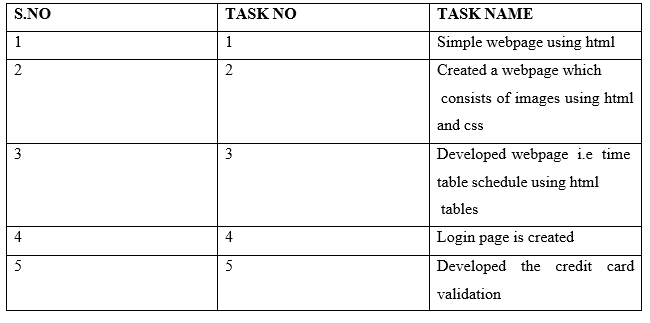 S.NO TASK NO TASK NAME
1 1 Simple webpage using html
2 2 Created a webpage which
consists of images using html
and css
3 3 Developed webpage i.e time
table schedule using html
tables
4 4 Login page is created
5 5 Developed the credit card
validation